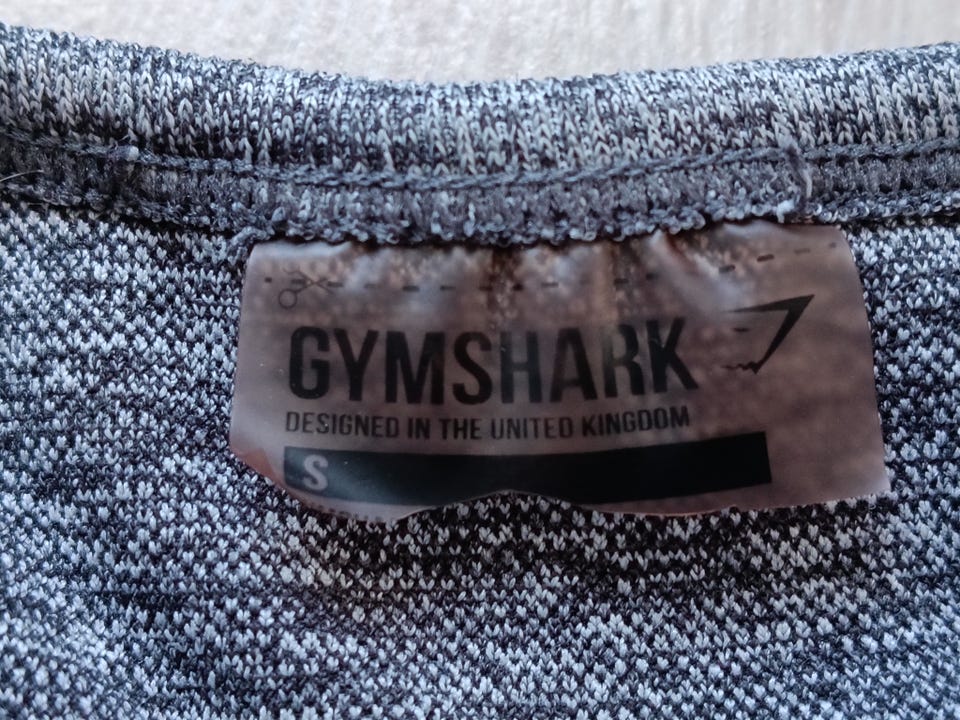 GYMSHARK
DESIGNED IN THE UNITED KINGDOM
S